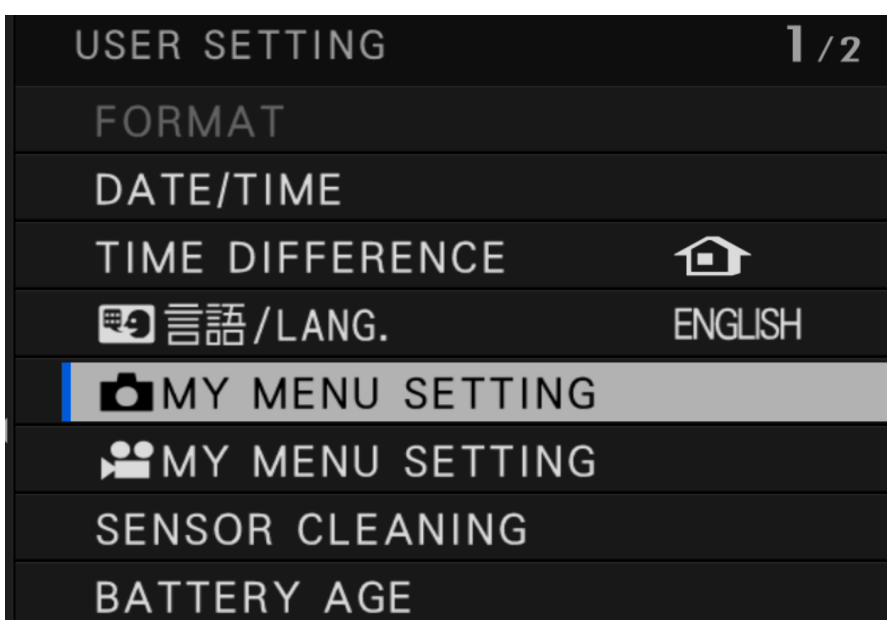 USER SETTING 1/2
FORMAT
DATE/TIME
TIME DIFFERENCE
言語/LANG. ENGLISH
MY MENU SETTING
MY MENU SETTING
SENSOR CLEANING
BATTERY AGE